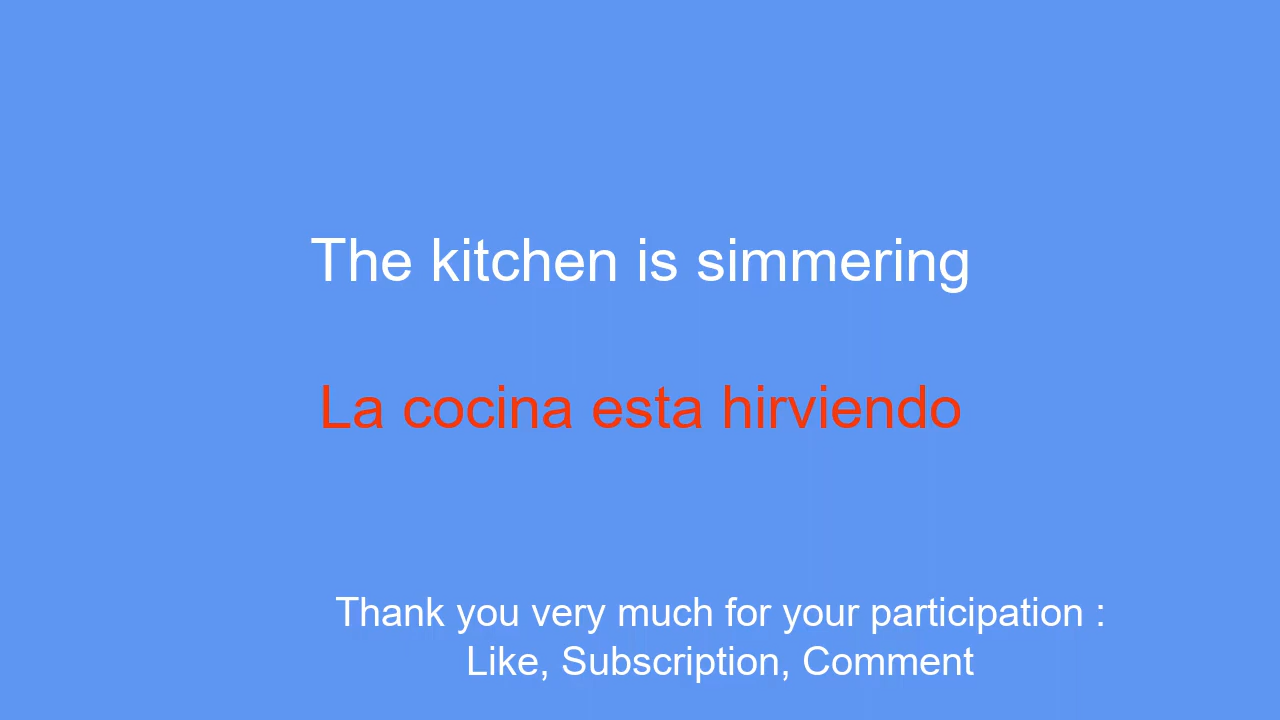 The kitchen is simmering
La cocina esta hirviendo
Thank you very much for your participation :
Like, Subscription, Comment